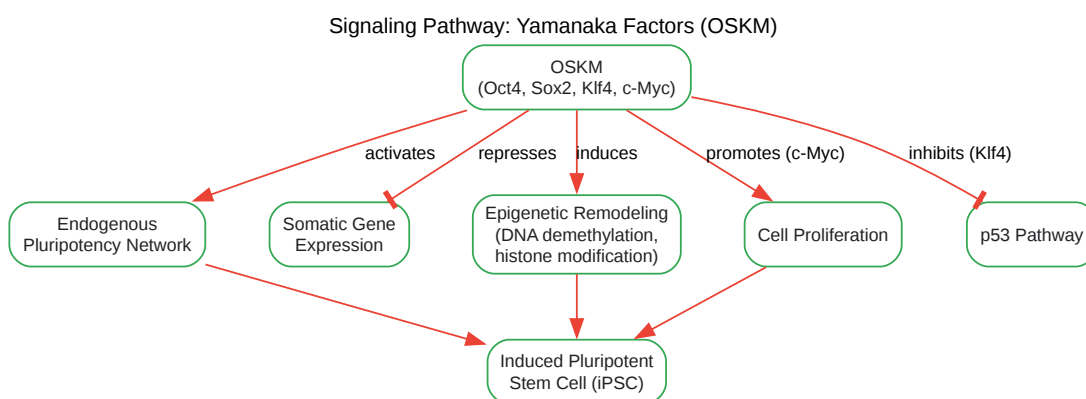 Signaling Pathway: Yamanaka Factors (OSKM)
OSKM
(Oct4, Sox2, Klf4, c-Myc)
activates
represses
induces
promotes (c-Myc)
inhibits (Klf4)
Endogenous
Pluripotency Network
Somatic Gene
Expression
Epigenetic Remodeling
(DNA demethylation,
histone modification)
Cell Proliferation
p53 Pathway
Induced Pluripotent
Stem Cell (iPSC)